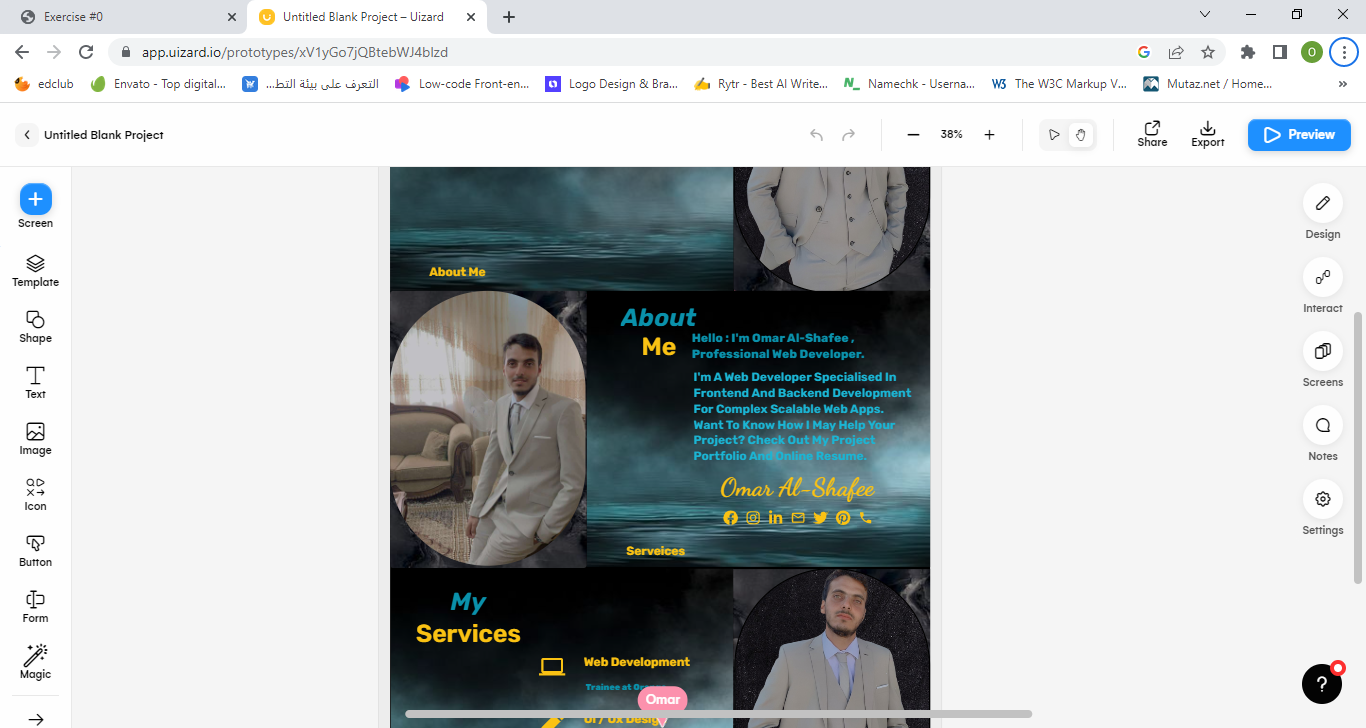 Exercise #0
Untitled Blank Project – Uizard
app.uizard.io/prototypes/xV1yGo7jQBtebWJ4blzd
O
edclub
Envato - Top digital...
التعرف على بيئة التط...
Low-code Front-en...
Logo Design & Bra...
Rytr - Best AI Write...
Namechk - Userna...
The W3C Markup V...
Mutaz.net / Home...
»
Untitled Blank Project
38%
Share
Export
Preview
Screen
Template
Shape
Text
Image
Icon
Button
Form
Magic
About Me
About
Me
Hello : I'm Omar Al-Shafee ,
Professional Web Developer.
I'm A Web Developer Specialised In
Frontend And Backend Development
For Complex Scalable Web Apps.
Want To Know How I May Help Your
Project? Check Out My Project
Portfolio And Online Resume.
Omar Al-Shafee
Serveices
My
Services
Web Development
Trainee at
Omar
UI / Ux Design
Design
Interact
Screens
Notes
Settings
?